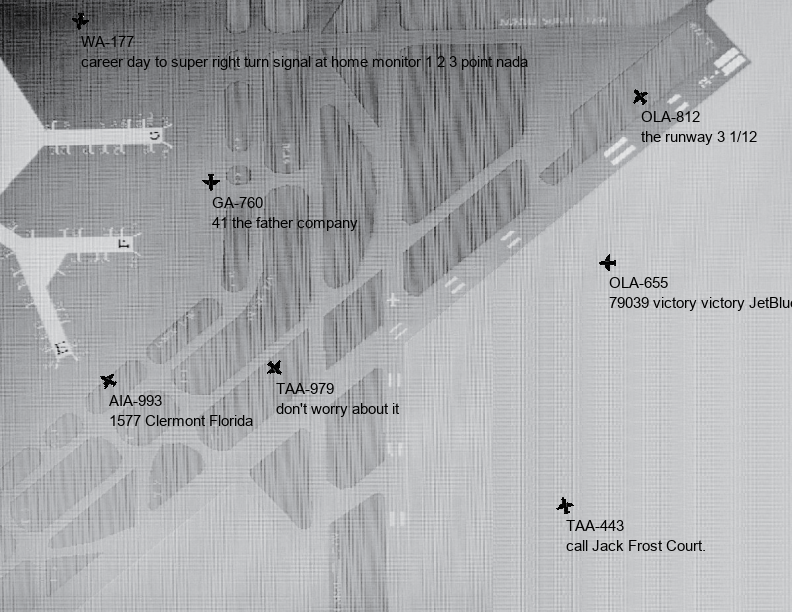 WA-177
career day to super right turn signal at home monitor 1 2 3 point nada
OLA-812
the runway 3 1/12
GA-760
41 the father company
OLA-655
79039 victory victory JetBlue
AIA-993
1577 Clermont Florida
TAA-979
don't worry about it
TAA-443
call Jack Frost Court.